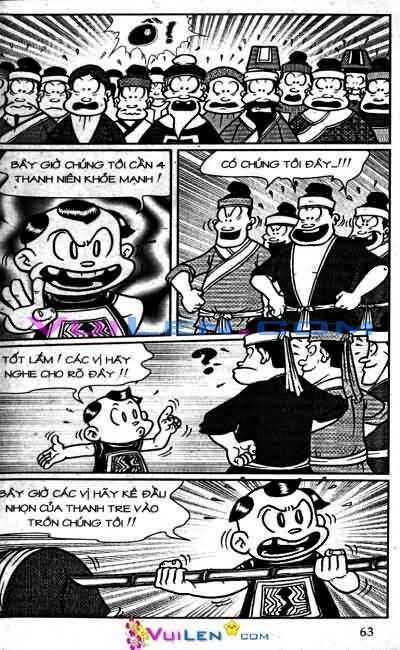 Ồ!
BÂY GIỜ CHÚNG TÔI CẦN 4
THANH NIÊN KHỎE MẠNH!
CÓ CHÚNG TÔI ĐÂY...!!!
VUILEN.COM
TỐT LẮM! CÁC VỊ HÃY
NGHE CHO RÕ ĐÂY!!
?
BÂY GIỜ CÁC VỊ HÃY KÊ ĐẦU
NHỌN CỦA THANH TRE VÀO
TRÔN CHÚNG TÔI!!
63
VUILEN.COM